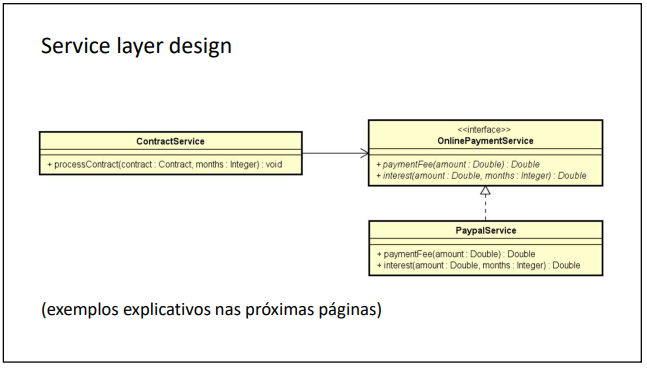 Service layer design
ContractService
+ processContract(contract : Contract, months : Integer) : void
<<interface>>
OnlinePaymentService
+ paymentFee(amount : Double) : Double
+ interest(amount : Double, months : Integer) : Double
PaypalService
+ paymentFee(amount : Double) : Double
+ interest(amount : Double, months : Integer) : Double
(exemplos explicativos nas próximas páginas)